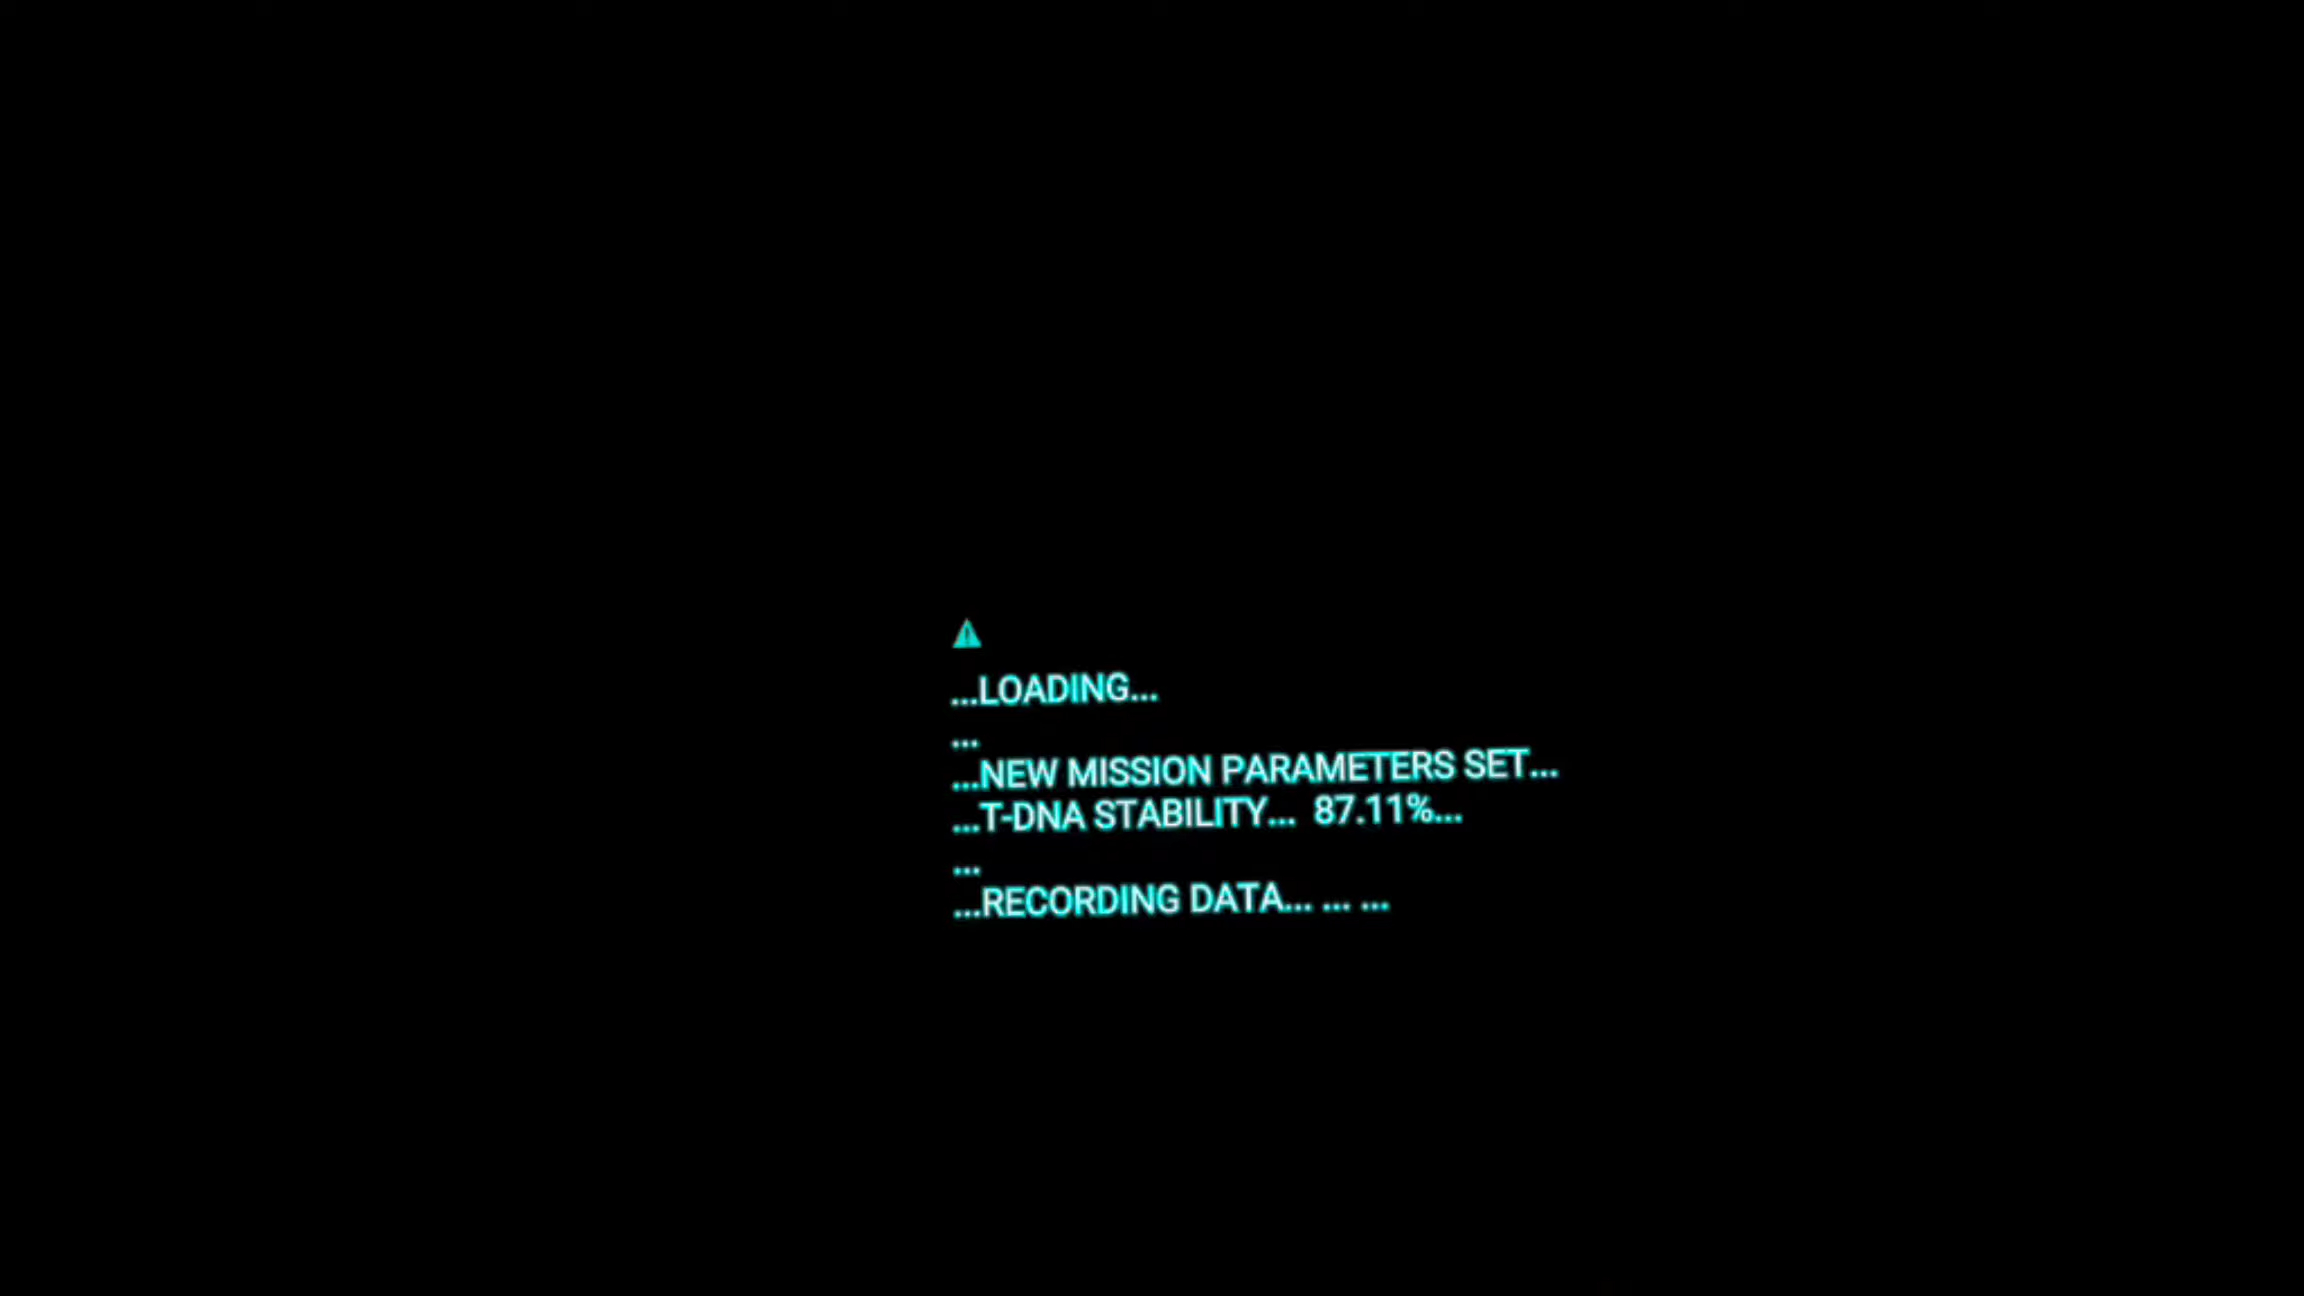 ...LOADING...
...
...NEW MISSION PARAMETERS SET...
...T-DNA STABILITY... 87.11%...
...
...RECORDING DATA... ... ...